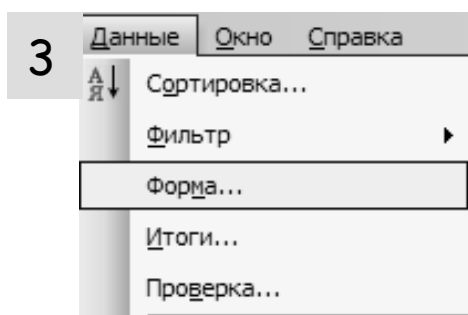 3
Данные Окно Справка
А
Я
Сортировка...
Фильтр
Форма...
Итоги...
Проверка...